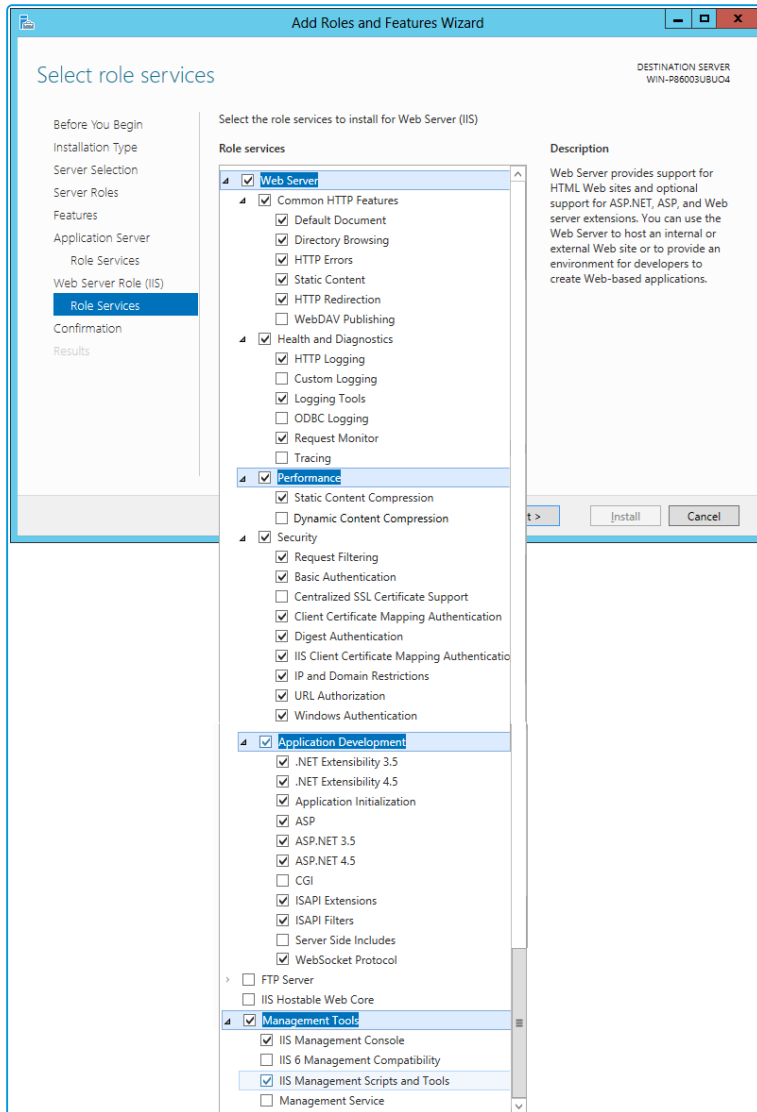 Add Roles and Features Wizard
x
Select role services
DESTINATION SERVER
WIN-P86003UBUO4
Before You Begin
Installation Type
Server Selection
Server Roles
Features
Application Server
Role Services
Web Server Role (IIS)
Role Services
Confirmation
Results
Select the role services to install for Web Server (IIS)
Role services
Web Server
Common HTTP Features
Default Document
Directory Browsing
HTTP Errors
Static Content
HTTP Redirection
WebDAV Publishing
Health and Diagnostics
HTTP Logging
Custom Logging
Logging Tools
ODBC Logging
Request Monitor
Tracing
Performance
Static Content Compression
Dynamic Content Compression
Security
Request Filtering
Basic Authentication
Centralized SSL Certificate Support
Client Certificate Mapping Authentication
Digest Authentication
IIS Client Certificate Mapping Authenticatio
IP and Domain Restrictions
URL Authorization
Windows Authentication
Application Development
.NET Extensibility 3.5
.NET Extensibility 4.5
Application Initialization
ASP
ASP.NET 3.5
ASP.NET 4.5
CGI
ISAPI Extensions
ISAPI Filters
Server Side Includes
WebSocket Protocol
FTP Server
IIS Hostable Web Core
Management Tools
IIS Management Console
IIS 6 Management Compatibility
IIS Management Scripts and Tools
Management Service
Description
Web Server provides support for
HTML Web sites and optional
support for ASP.NET, ASP, and Web
server extensions. You can use the
Web Server to host an internal or
external Web site or to provide an
environment for developers to
create Web-based applications.
t >
Install
Cancel